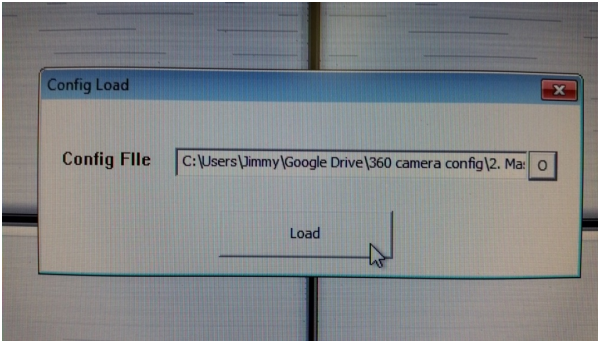 Config Load
Config FIle
C:\Users\Jimmy\Google Drive\360 camera config\2. Ma
O
Load